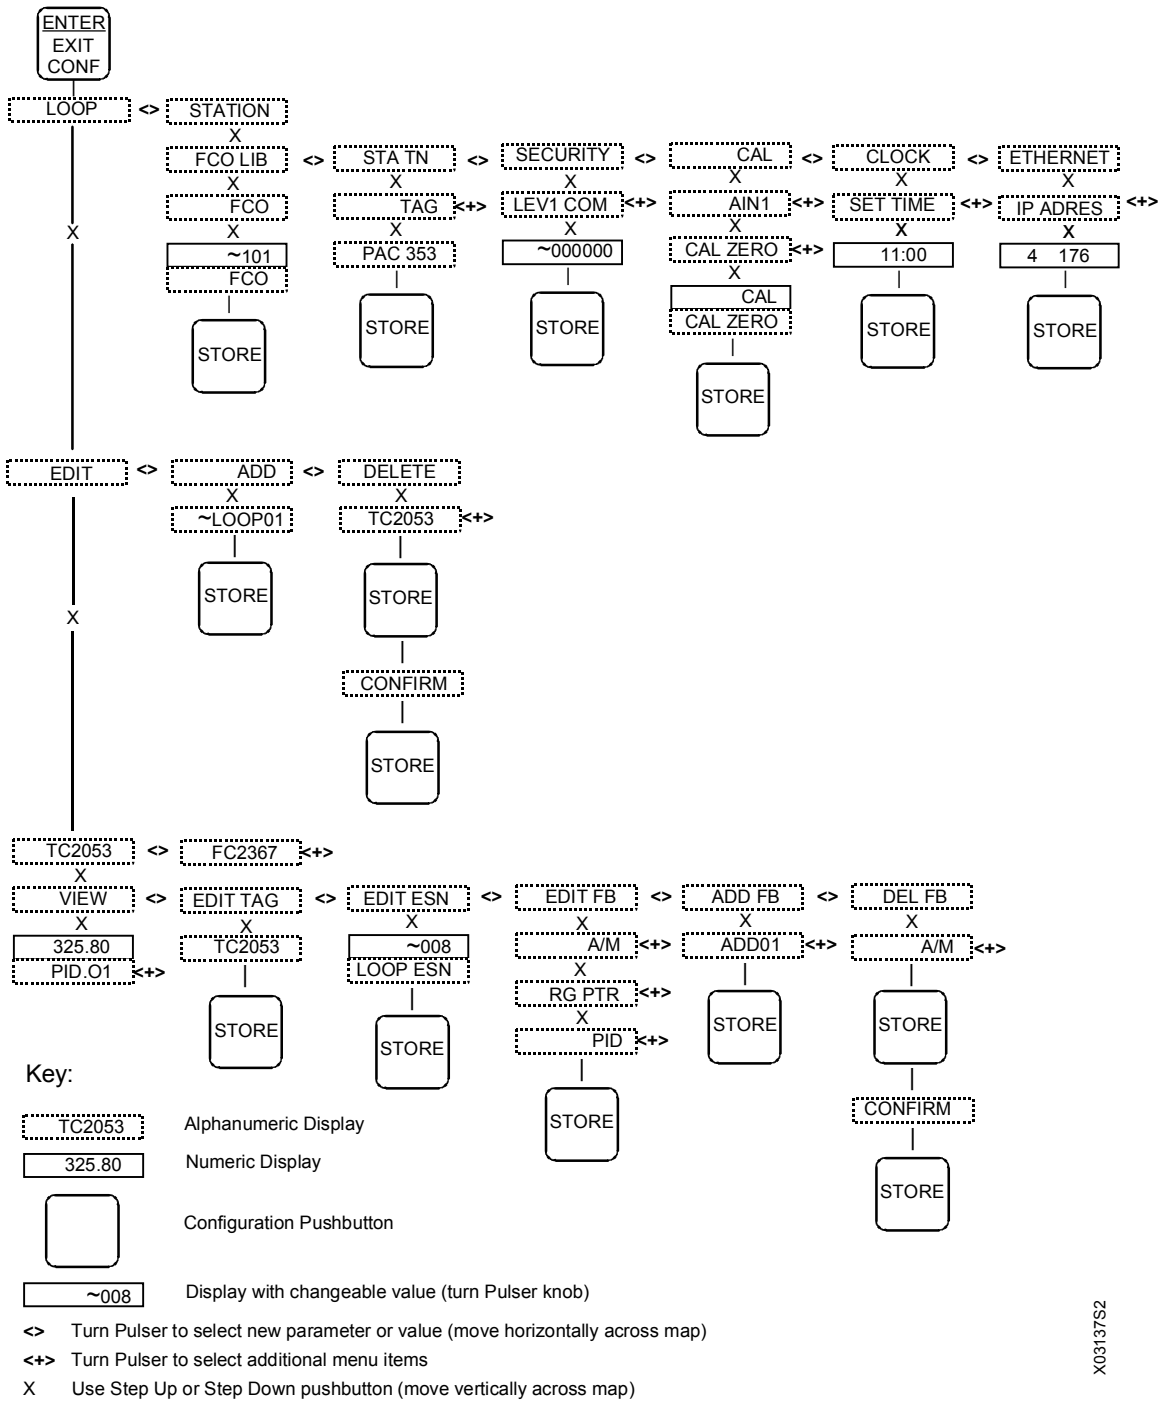 ENTER
EXIT
CONF
LOOP <> STATION
X
FCO LIB <> STA TN <> SECURITY <> CAL <> CLOCK <> ETHERNET
X X X X X X
FCO TAG <+> LEV1 COM <+> AIN1 <+> SET TIME <+> IP ADRES <+>
X X X X X X X
~101 PAC 353 ~000000 CAL ZERO <+> 11:00 4 176
FCO X
CAL
CAL ZERO
STORE STORE STORE STORE STORE STORE
EDIT <> ADD <> DELETE
X X
~LOOP01 TC2053 <+>
STORE STORE
X
CONFIRM
STORE
TC2053 <> FC2367 <+>
X
VIEW <> EDIT TAG <> EDIT ESN <> EDIT FB <> ADD FB <> DEL FB
X X X X X X
325.80 TC2053 ~008 A/M <+> ADD01 <+> A/M <+>
PID.O1 <+> LOOP ESN X
RG PTR <+>
X
PID <+>
STORE STORE STORE STORE STORE
CONFIRM
STORE
Key:
TC2053 Alphanumeric Display
325.80 Numeric Display
Configuration Pushbutton
~008 Display with changeable value (turn Pulser knob)
<> Turn Pulser to select new parameter or value (move horizontally across map)
<+> Turn Pulser to select additional menu items
X Use Step Up or Step Down pushbutton (move vertically across map)
X03137S2